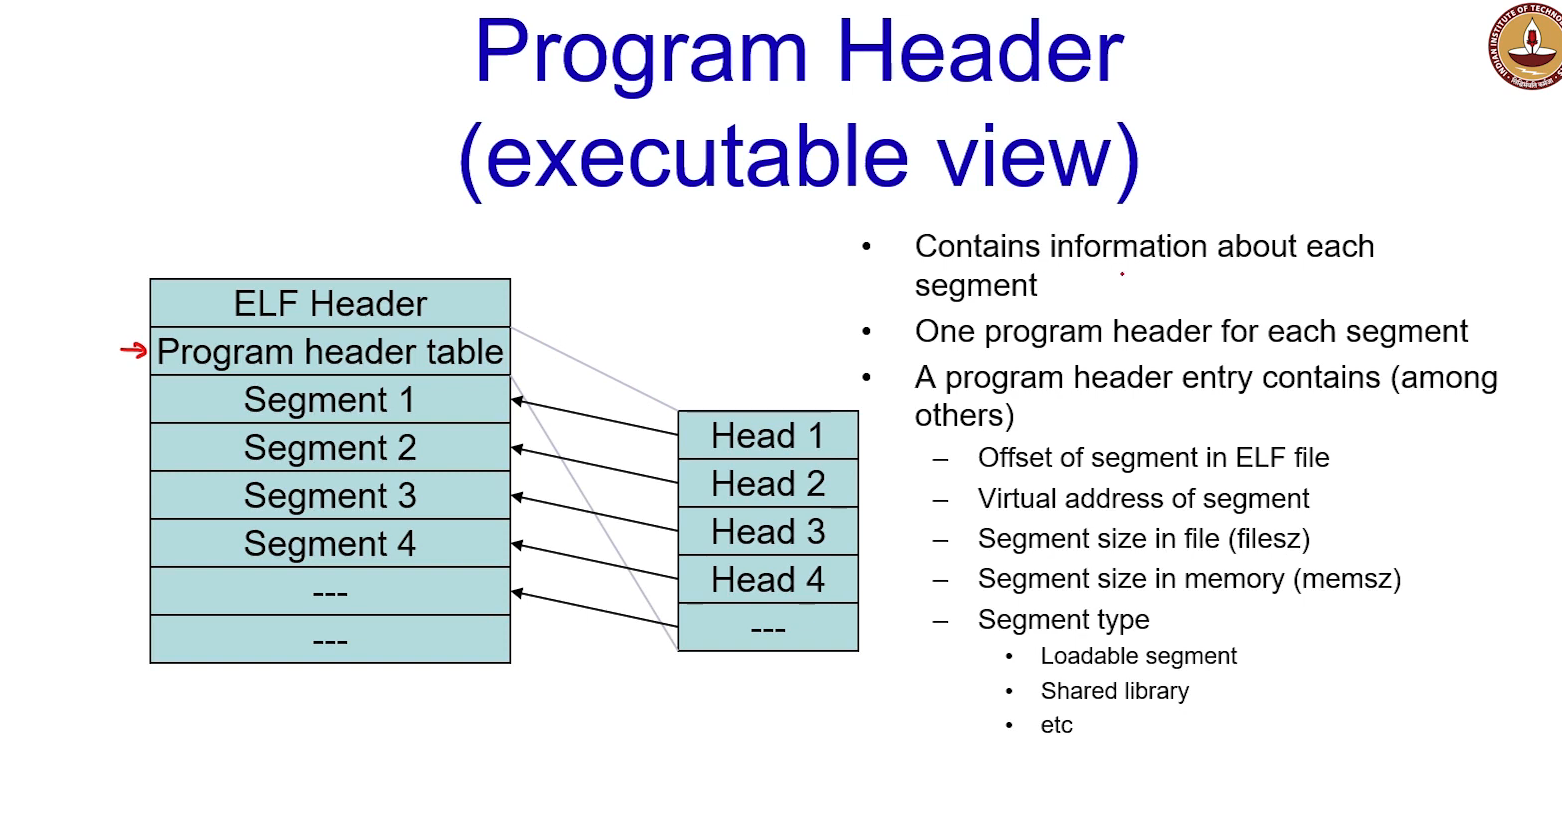 Program Header
(executable view)
ELF Header
Program header table
Segment 1
Segment 2
Segment 3
Segment 4
---
---
Head 1
Head 2
Head 3
Head 4
---
• Contains information about each
segment
• One program header for each segment
• A program header entry contains (among
others)
– Offset of segment in ELF file
– Virtual address of segment
– Segment size in file (filesz)
– Segment size in memory (memsz)
– Segment type
• Loadable segment
• Shared library
• etc
INDIAN INSTITUTE OF TECHNO